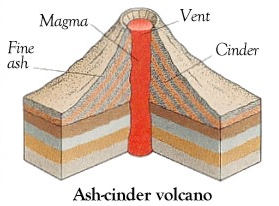 Magma
Vent
Fine
ash
Cinder
Ash-cinder volcano